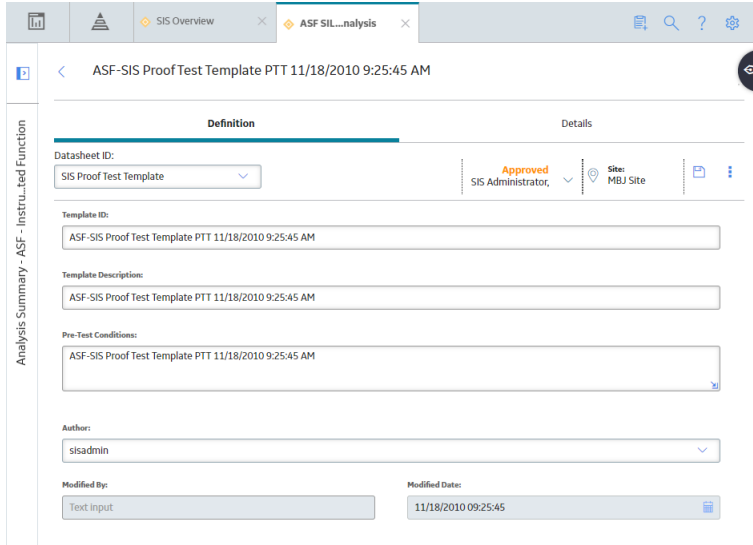 SIS Overview
ASF SIL...nalysis
ASF-SIS Proof Test Template PTT 11/18/2010 9:25:45 AM
Analysis Summary - ASF - Instru...ted Function
Definition
Details
Datasheet ID:
SIS Proof Test Template
Approved
SIS Administrator,
Site:
MBJ Site
Template ID:
ASF-SIS Proof Test Template PTT 11/18/2010 9:25:45 AM
Template Description:
ASF-SIS Proof Test Template PTT 11/18/2010 9:25:45 AM
Pre-Test Conditions:
ASF-SIS Proof Test Template PTT 11/18/2010 9:25:45 AM
Author:
sisadmin
Modified By:
Text input
Modified Date:
11/18/2010 09:25:45